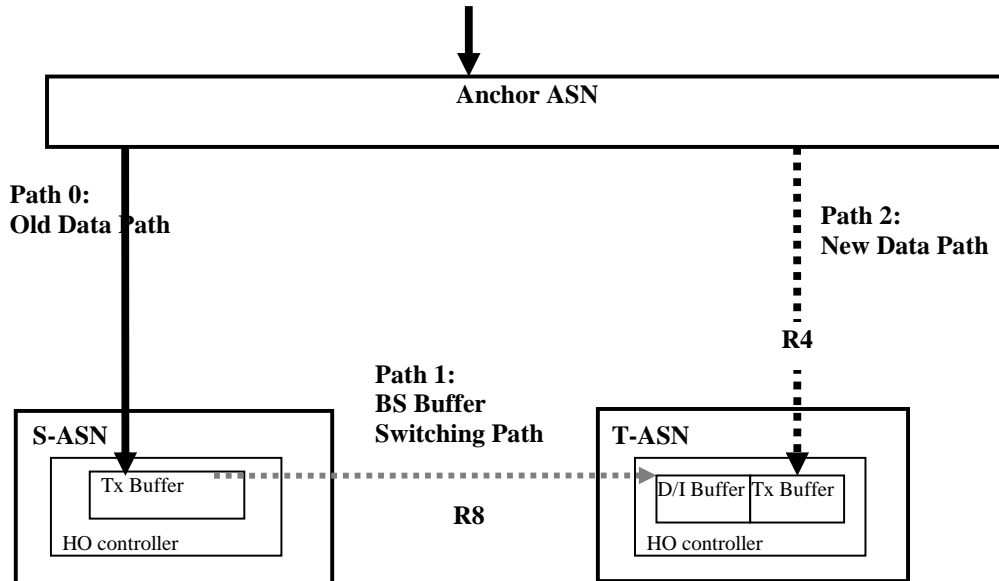 Anchor ASN
Path 0:
Old Data Path
Path 2:
New Data Path
R4
Path 1:
BS Buffer
Switching Path
S-ASN
Tx Buffer
HO controller
R8
T-ASN
D/I Buffer
Tx Buffer
HO controller